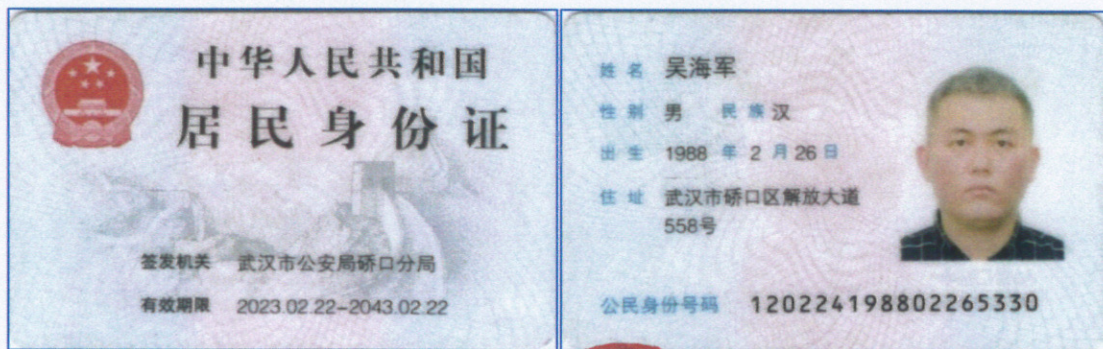 中华人民共和国
居民身份证
签发机关 武汉市公安局硚口分局
有效期限 2023.02.22-2043.02.22
姓名 吴海军
性别 男 民族 汉
出生 1988 年 2 月 26 日
住址 武汉市硚口区解放大道
558号
公民身份号码 120224198802265330